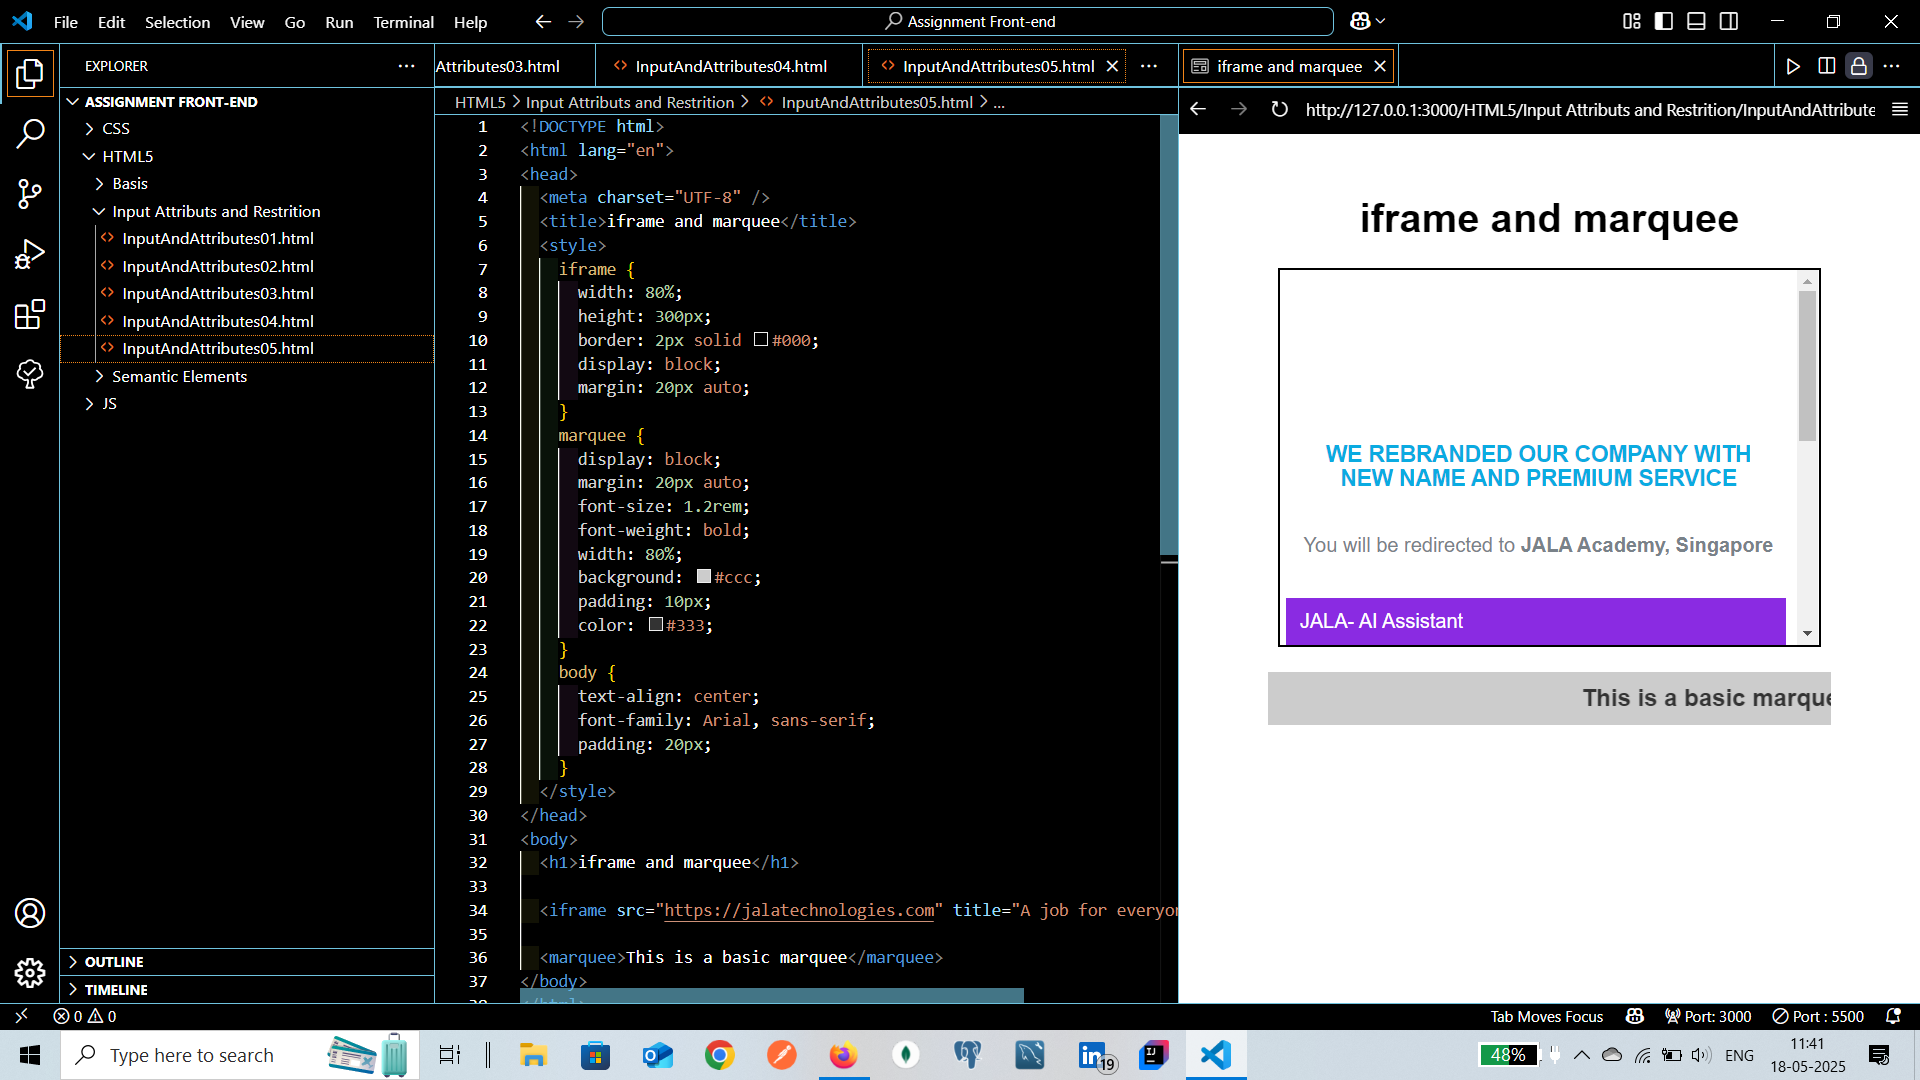 File Edit Selection View Go Run Terminal Help
Assignment Front-end
EXPLORER
ASSIGNMENT FRONT-END
CSS
HTML5
Basis
Input Attributs and Restrition
InputAndAttributes01.html
InputAndAttributes02.html
InputAndAttributes03.html
InputAndAttributes04.html
InputAndAttributes05.html
Semantic Elements
JS
OUTLINE
TIMELINE
Attributes03.html InputAndAttributes04.html InputAndAttributes05.html
HTML5 > Input Attributs and Restrition > InputAndAttributes05.html > ...
1 <!DOCTYPE html>
2 <html lang="en">
3 <head>
4 <meta charset="UTF-8" />
5 <title>iframe and marquee</title>
6 <style>
7 iframe {
8 width: 80%;
9 height: 300px;
10 border: 2px solid #000;
11 display: block;
12 margin: 20px auto;
13 }
14 marquee {
15 display: block;
16 margin: 20px auto;
17 font-size: 1.2rem;
18 font-weight: bold;
19 width: 80%;
20 background: #ccc;
21 padding: 10px;
22 color: #333;
23 }
24 body {
25 text-align: center;
26 font-family: Arial, sans-serif;
27 padding: 20px;
28 }
29 </style>
30 </head>
31 <body>
32 <h1>iframe and marquee</h1>
33
34 <iframe src="https://jalatechnologies.com" title="A job for everyon
35
36 <marquee>This is a basic marquee</marquee>
37 </body>
38 </html>
iframe and marquee
http://127.0.0.1:3000/HTML5/Input Attributs and Restrition/InputAndAttribute
iframe and marquee
WE REBRANDED OUR COMPANY WITH
NEW NAME AND PREMIUM SERVICE
You will be redirected to JALA Academy, Singapore
JALA- AI Assistant
This is a basic marque
0 0
Tab Moves Focus Port: 3000 Port : 5500
Type here to search
19
48%
ENG
11:41
18-05-2025